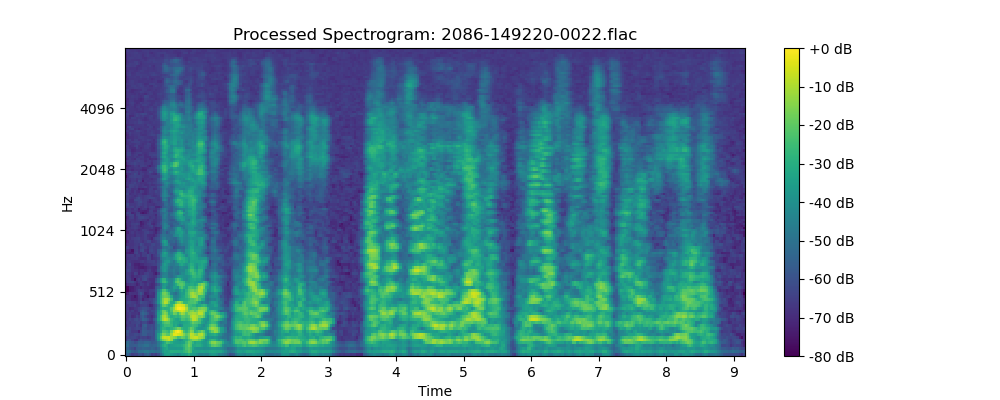 Processed Spectrogram: 2086-149220-0022.flac
Hz
4096
2048
1024
512
0
0 1 2 3 4 5 6 7 8 9
Time
+0 dB
-10 dB
-20 dB
-30 dB
-40 dB
-50 dB
-60 dB
-70 dB
-80 dB